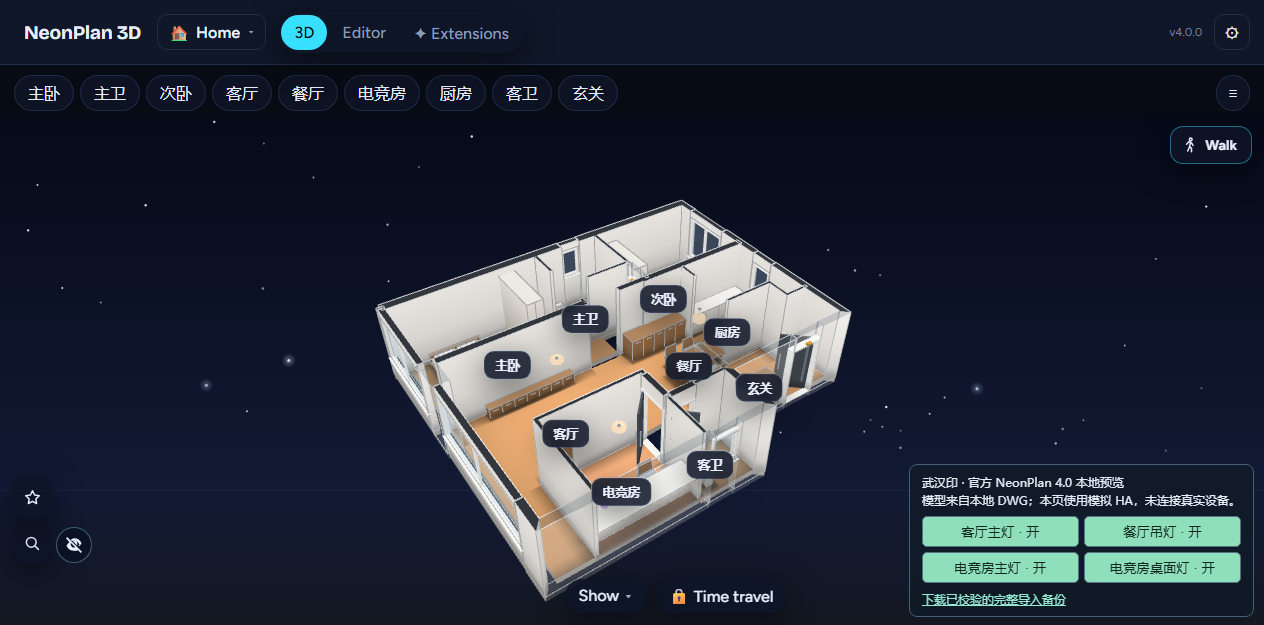 NeonPlan 3D
Home
3D
Editor
Extensions
v4.0.0
主卧 主卫 次卧 客厅 餐厅 电竞房 厨房 客卫 玄关
Walk
次卧
主卫
厨房
主卧
餐厅
玄关
客厅
客卫
电竞房
武汉印 · 官方 NeonPlan 4.0 本地预览
模型来自本地 DWG；本页使用模拟 HA，未连接真实设备。
客厅主灯 · 开
餐厅吊灯 · 开
电竞房主灯 · 开
电竞房桌面灯 · 开
下载已校验的完整导入备份
Show
Time travel